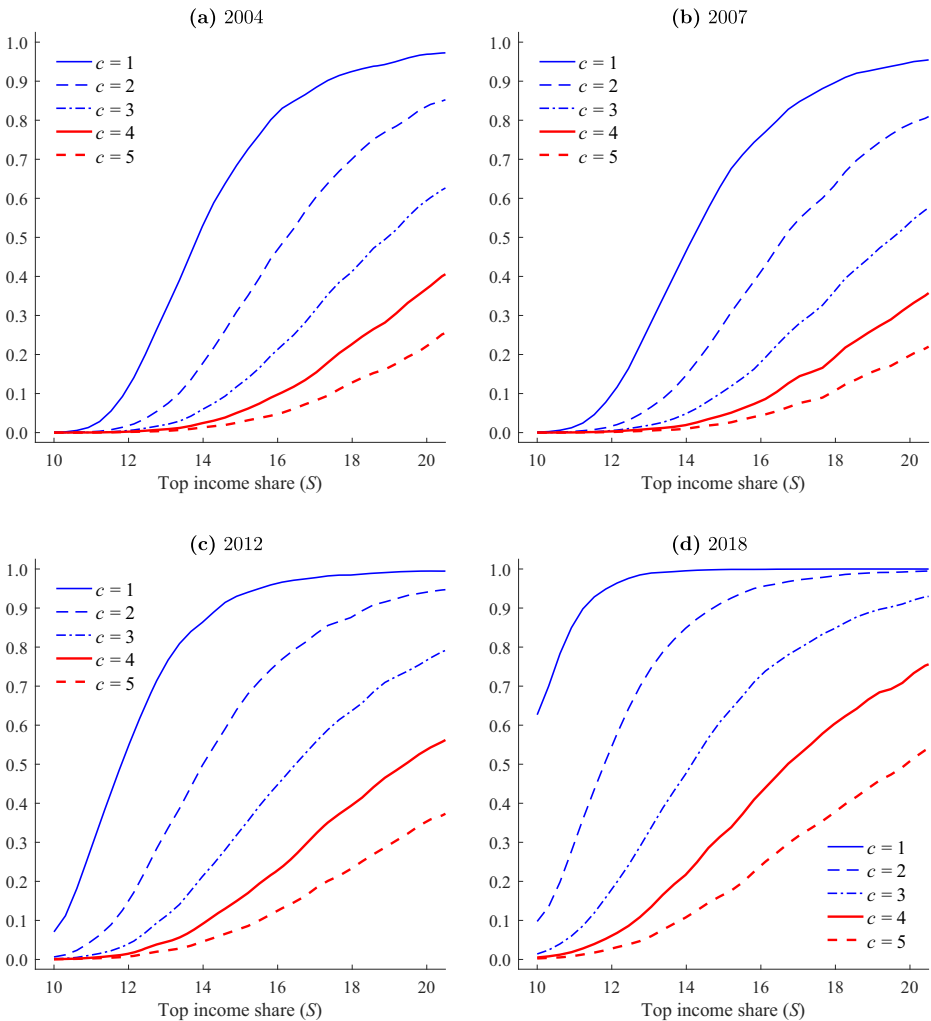 (a) 2004
1.0
0.9
0.8
0.7
0.6
0.5
0.4
0.3
0.2
0.1
0.0
c = 1
c = 2
c = 3
c = 4
c = 5
10 12 14 16 18 20
Top income share (S)
(b) 2007
1.0
0.9
0.8
0.7
0.6
0.5
0.4
0.3
0.2
0.1
0.0
c = 1
c = 2
c = 3
c = 4
c = 5
10 12 14 16 18 20
Top income share (S)
(c) 2012
1.0
0.9
0.8
0.7
0.6
0.5
0.4
0.3
0.2
0.1
0.0
c = 1
c = 2
c = 3
c = 4
c = 5
10 12 14 16 18 20
Top income share (S)
(d) 2018
1.0
0.9
0.8
0.7
0.6
0.5
0.4
0.3
0.2
0.1
0.0
c = 1
c = 2
c = 3
c = 4
c = 5
10 12 14 16 18 20
Top income share (S)